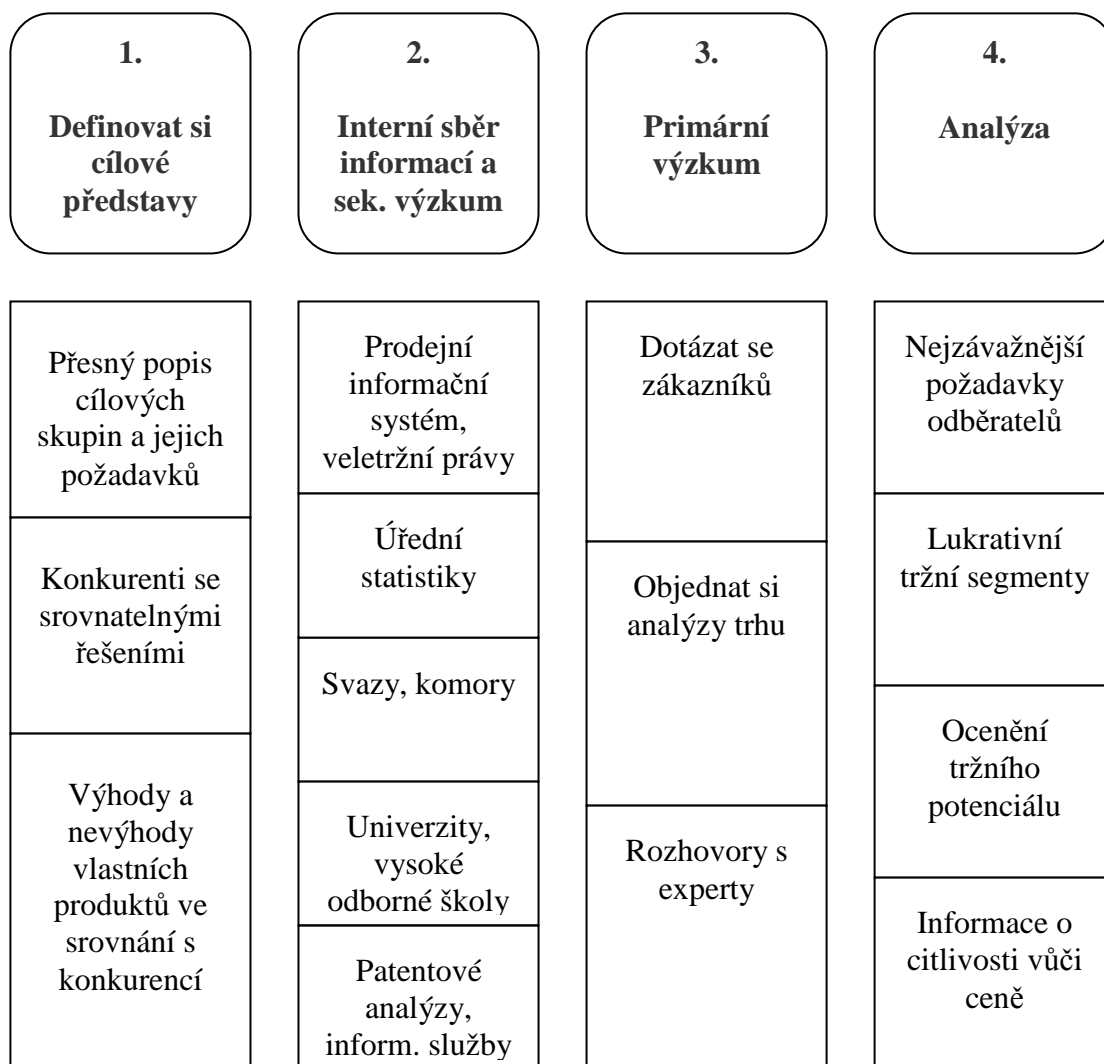 1.
Definovat si
cílové
představy
2.
Interní sběr
informací a
sek. výzkum
3.
Primární
výzkum
4.
Analýza
Přesný popis
cílových
skupin a jejich
požadavků
Konkurenti se
srovnatelnými
řešeními
Výhody a
nevýhody
vlastních
produktů ve
srovnání s
konkurencí
Prodejní
informační
systém,
veletržní právy
Úřední
statistiky
Svazy, komory
Univerzity,
vysoké
odborné školy
Patentové
analýzy,
inform. služby
Dotázat se
zákazníků
Objednat si
analýzy trhu
Rozhovory s
experty
Nejzávažnější
požadavky
odběratelů
Lukrativní
tržní segmenty
Ocenění
tržního
potenciálu
Informace o
citlivosti vůči
ceně